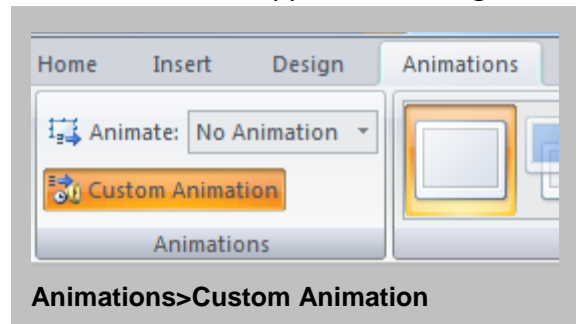 Home Insert Design Animations
Animate: No Animation
Custom Animation
Animations
Animations>Custom Animation